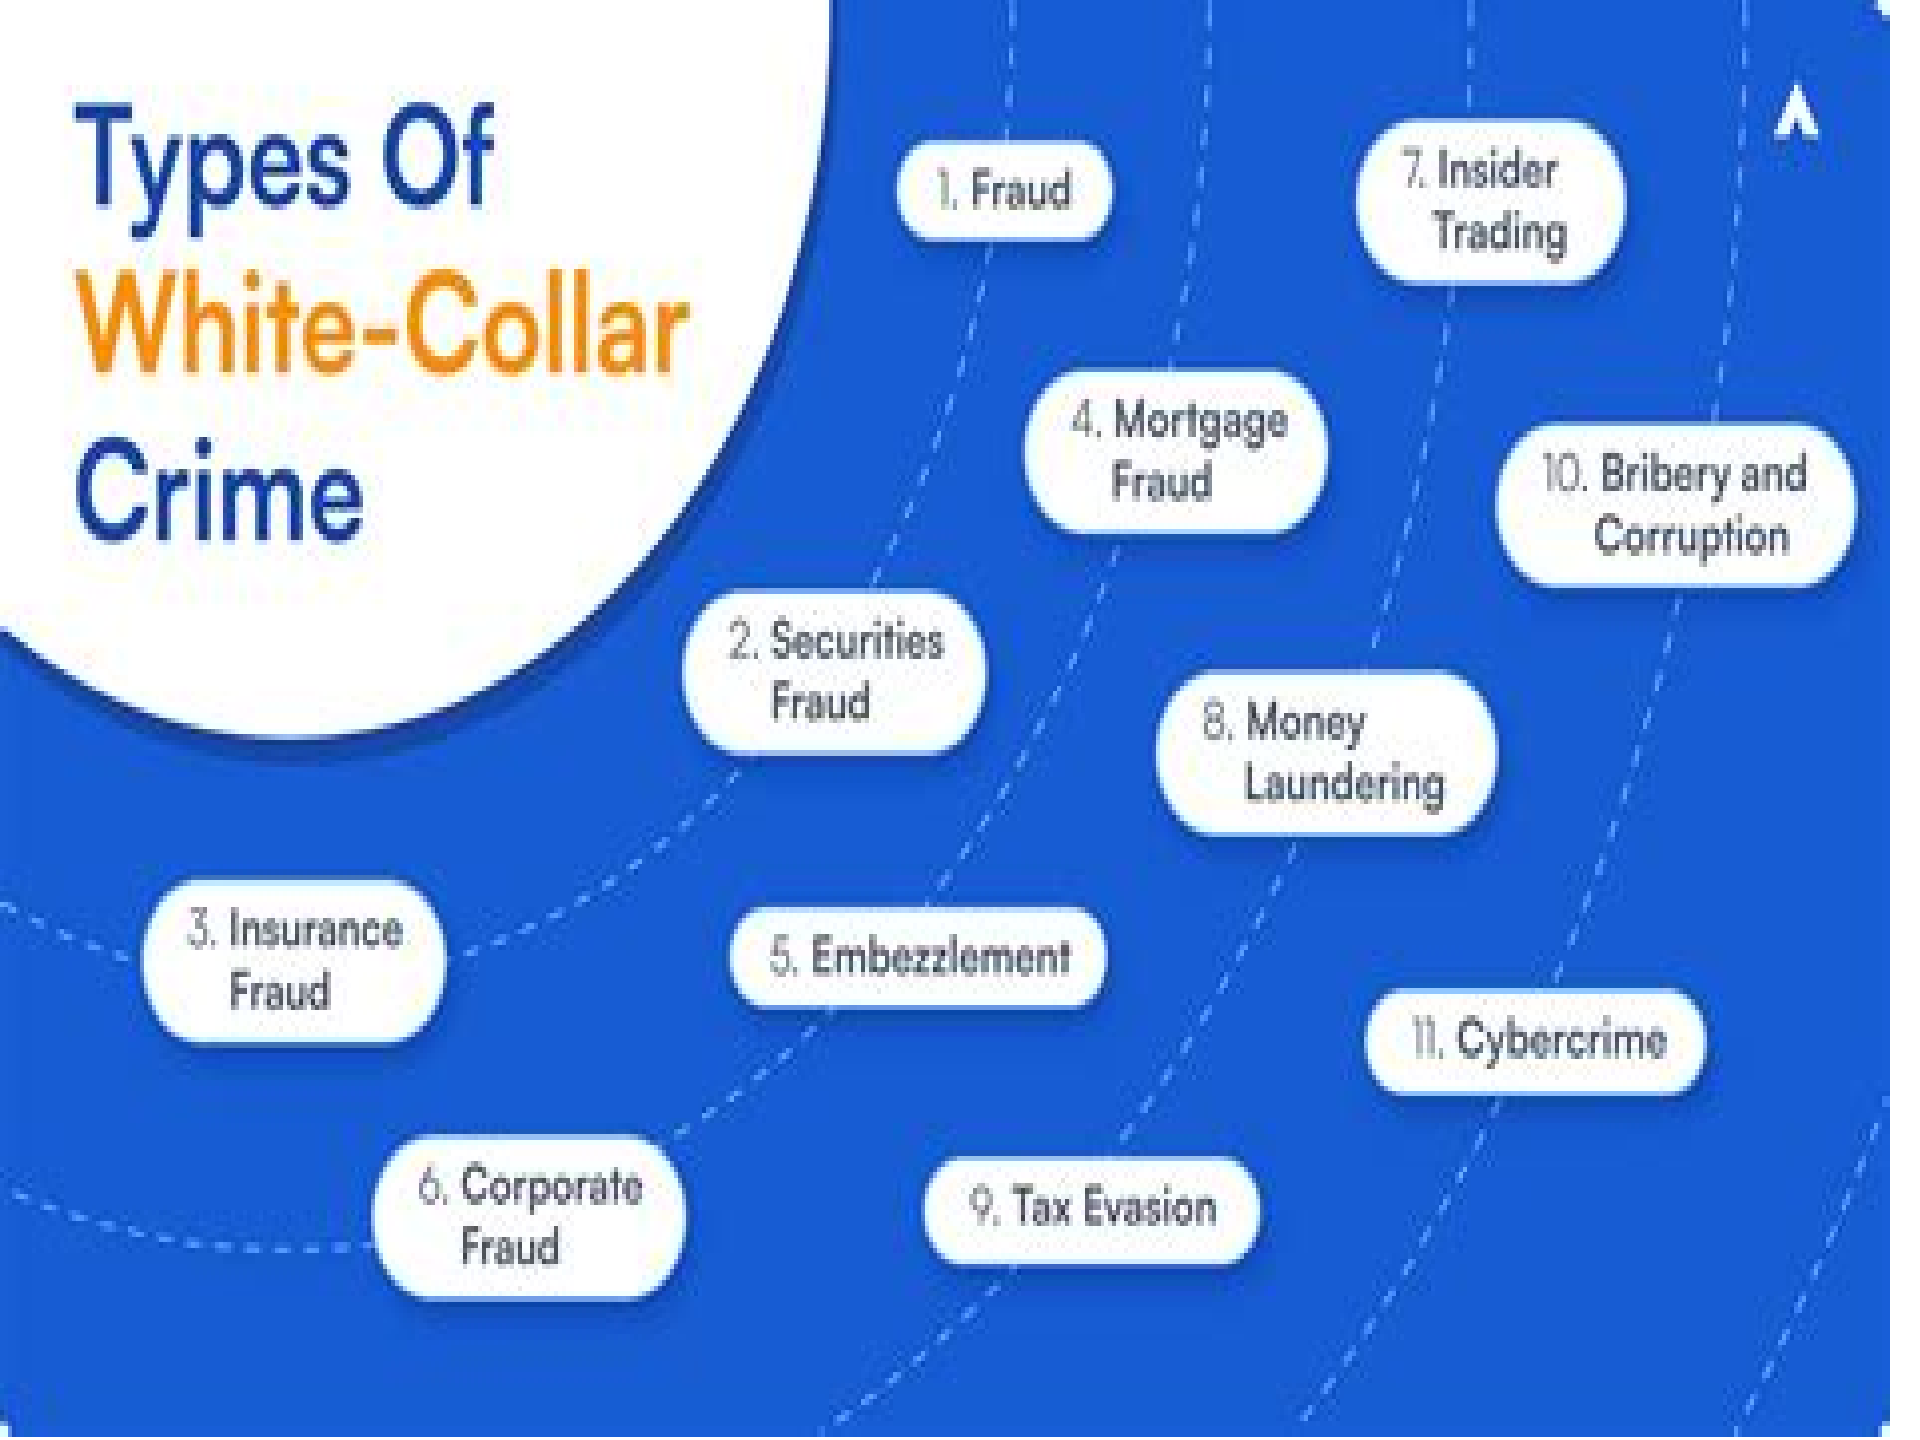 Types Of
White-Collar
Crime
1. Fraud
2. Securities
Fraud
3. Insurance
Fraud
4. Mortgage
Fraud
5. Embezzlement
6. Corporate
Fraud
7. Insider
Trading
8. Money
Laundering
9. Tax Evasion
10. Bribery and
Corruption
11. Cybercrime